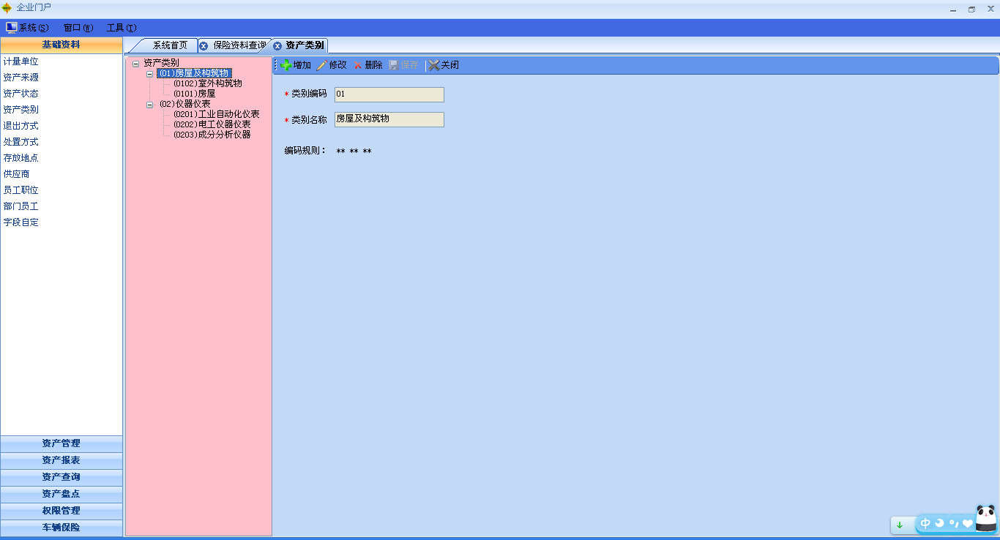 企业门户
系统(S) 窗口(W) 工具(T)
基础资料
计量单位
资产来源
资产状态
资产类别
退出方式
处置方式
存放地点
供应商
员工职位
部门员工
字段自定
资产管理
资产报表
资产查询
资产盘点
权限管理
车辆保险
系统首页 保险资料查询 资产类别
资产类别
(01)房屋及构筑物
(0102)室外构筑物
(0101)房屋
(02)仪器仪表
(0201)工业自动化仪表
(0202)电工仪器仪表
(0203)成分分析仪器
增加 修改 删除 保存 关闭
* 类别编码 01
* 类别名称 房屋及构筑物
编码规则： ** ** **
中